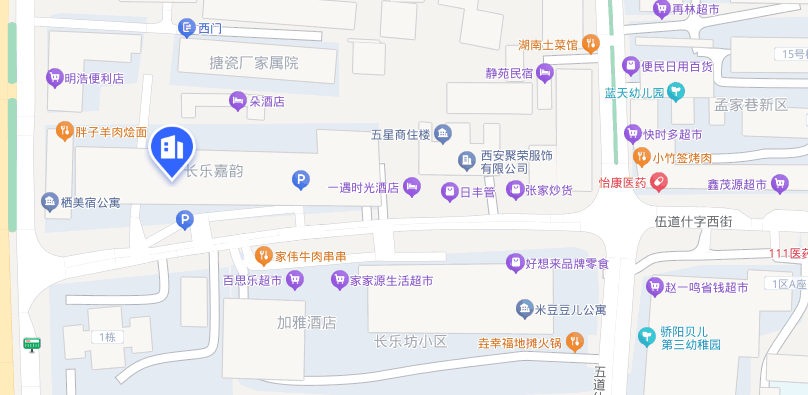 再林超市
西门
湖南土菜馆
15号楼
搪瓷厂家属院
静苑民宿
便民日用百货
明浩便利店
蓝天幼儿园
朵酒店
孟家巷新区
胖子羊肉烩面
五星商住楼
快时多超市
西安聚荣服饰
有限公司
小竹签烤肉
长乐嘉韵
P
一遇时光酒店
日丰管
张家炒货
怡康医药
鑫茂源超市
栖美宿公寓
P
伍道什字西街
家伟牛肉串串
111医药
好想来品牌零食
百思乐超市
家家源生活超市
赵一鸣省钱超市
1区A座
米豆豆儿公寓
加雅酒店
1栋
长乐坊小区
垚幸福地摊火锅
骄阳贝儿
第三幼稚园
五道什